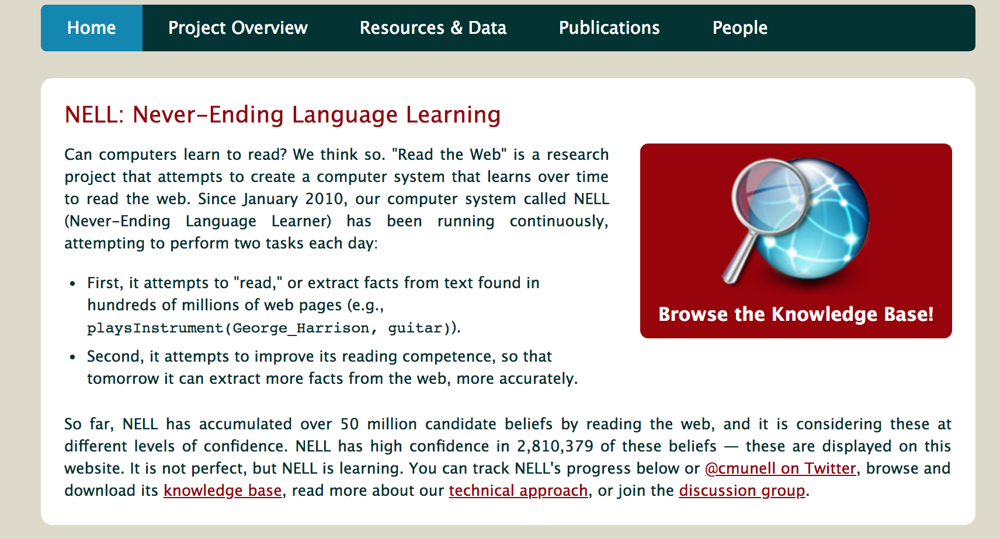 Home Project Overview Resources & Data Publications People
NELL: Never-Ending Language Learning
Can computers learn to read? We think so. "Read the Web" is a research
project that attempts to create a computer system that learns over time
to read the web. Since January 2010, our computer system called NELL
(Never-Ending Language Learner) has been running continuously,
attempting to perform two tasks each day:
• First, it attempts to "read," or extract facts from text found in
hundreds of millions of web pages (e.g.,
playsInstrument(George_Harrison, guitar)).
• Second, it attempts to improve its reading competence, so that
tomorrow it can extract more facts from the web, more accurately.
Browse the Knowledge Base!
So far, NELL has accumulated over 50 million candidate beliefs by reading the web, and it is considering these at
different levels of confidence. NELL has high confidence in 2,810,379 of these beliefs — these are displayed on this
website. It is not perfect, but NELL is learning. You can track NELL's progress below or @cmunell on Twitter, browse and
download its knowledge base, read more about our technical approach, or join the discussion group.